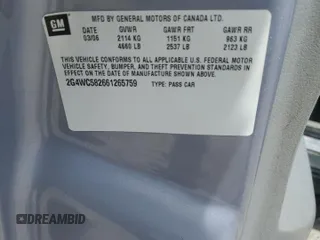 GM
MFD BY GENERAL MOTORS OF CANADA LTD.
DATE GVWR GAWR FRT GAWR RR
03/06 2114 KG 1151 KG 963 KG
4660 LB 2537 LB 2123 LB
THIS VEHICLE CONFORMS TO ALL APPLICABLE U.S. FEDERAL MOTOR
VEHICLE SAFETY, BUMPER, AND THEFT PREVENTION STANDARDS
IN EFFECT ON THE DATE OF MANUFACTURE SHOWN ABOVE.
2G4WC582661265759 TYPE: PASS CAR
DREAMBID